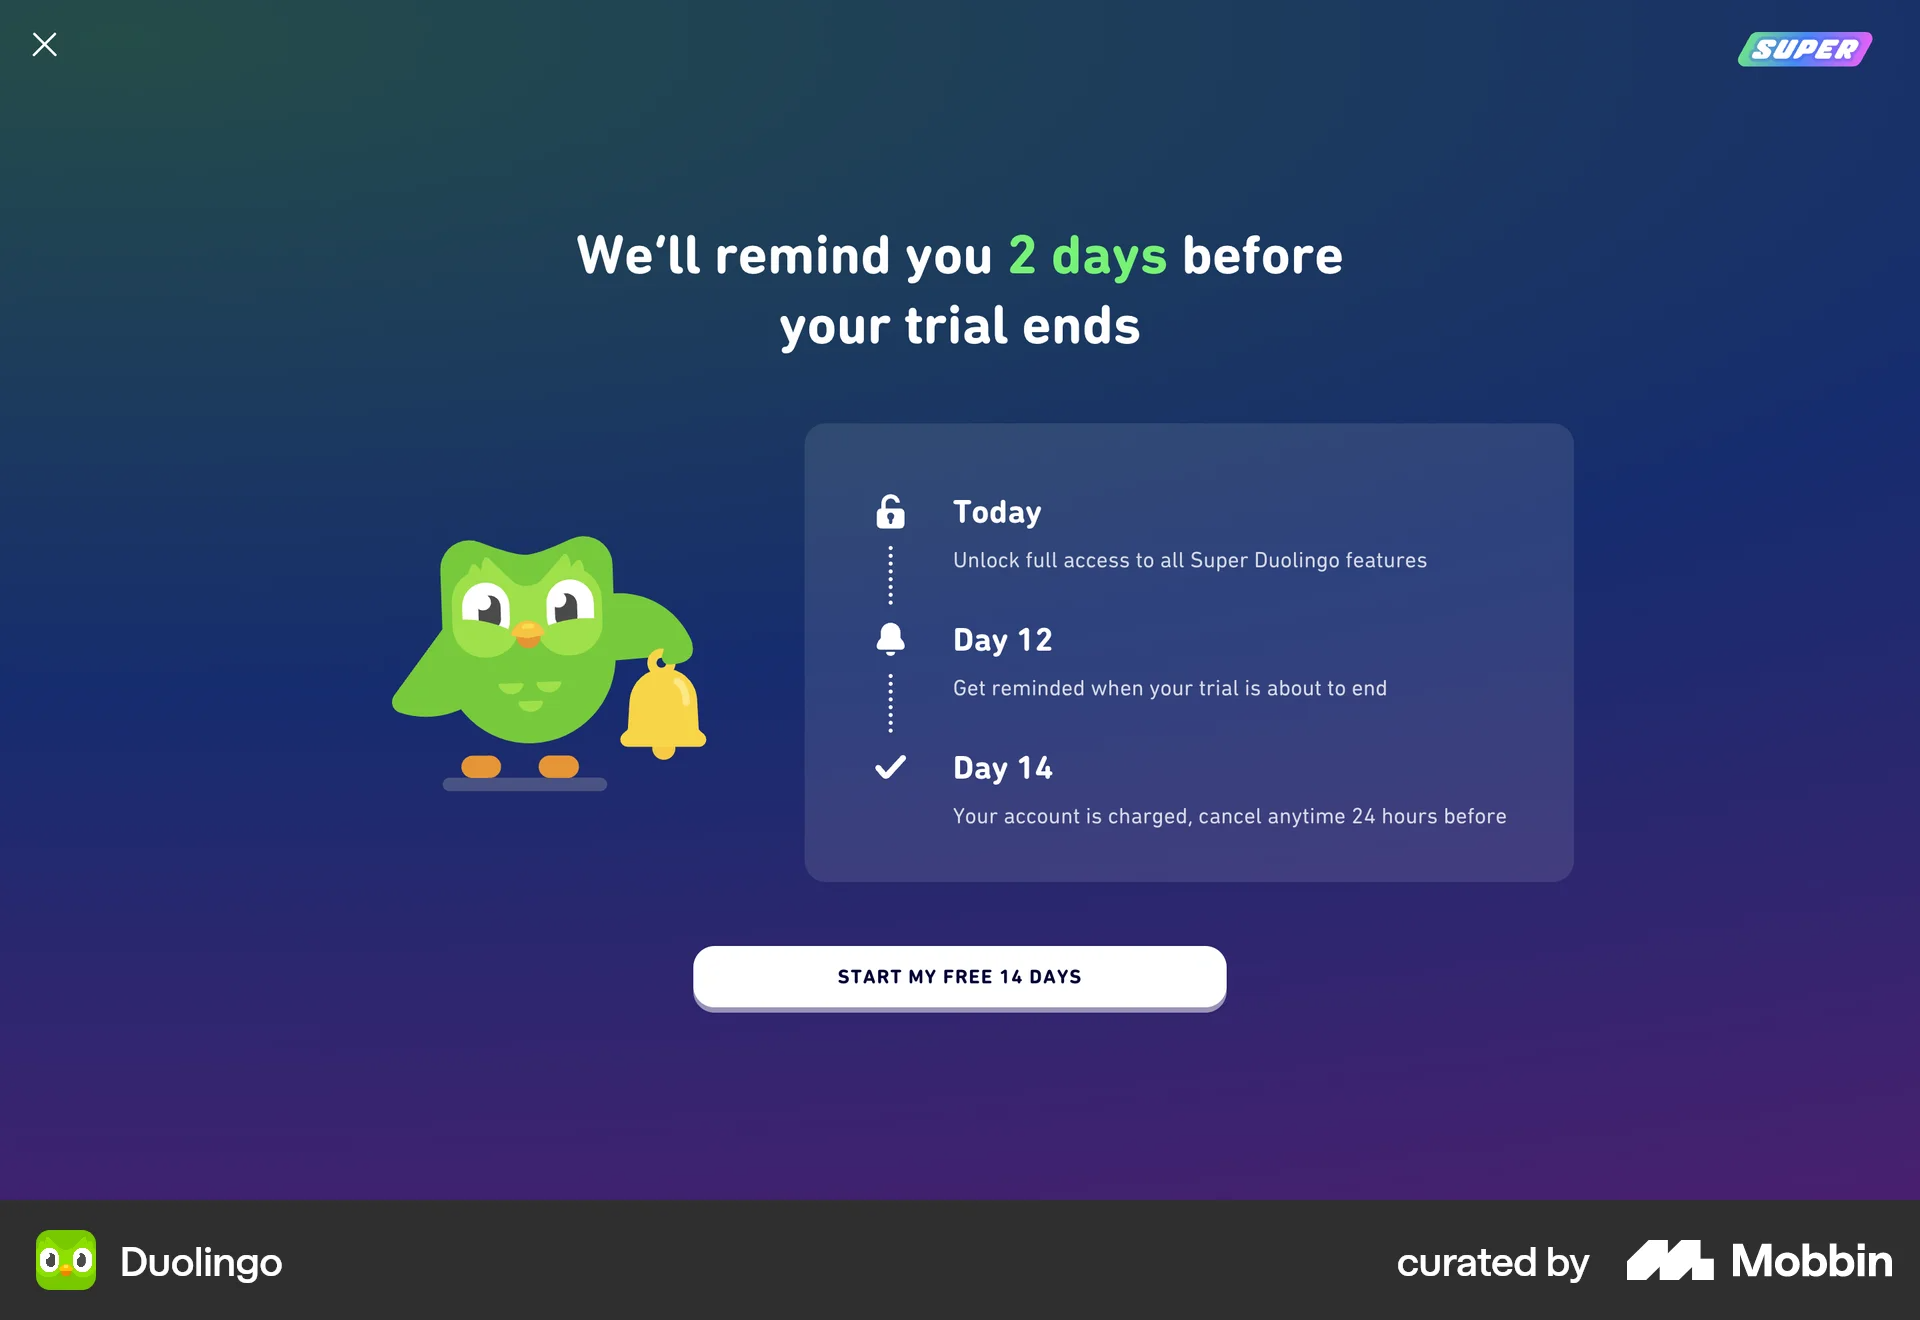 SUPER
We‘ll remind you 2 days before
your trial ends
Today
Unlock full access to all Super Duolingo features
Day 12
Get reminded when your trial is about to end
Day 14
Your account is charged, cancel anytime 24 hours before
START MY FREE 14 DAYS
Duolingo
curated by Mobbin